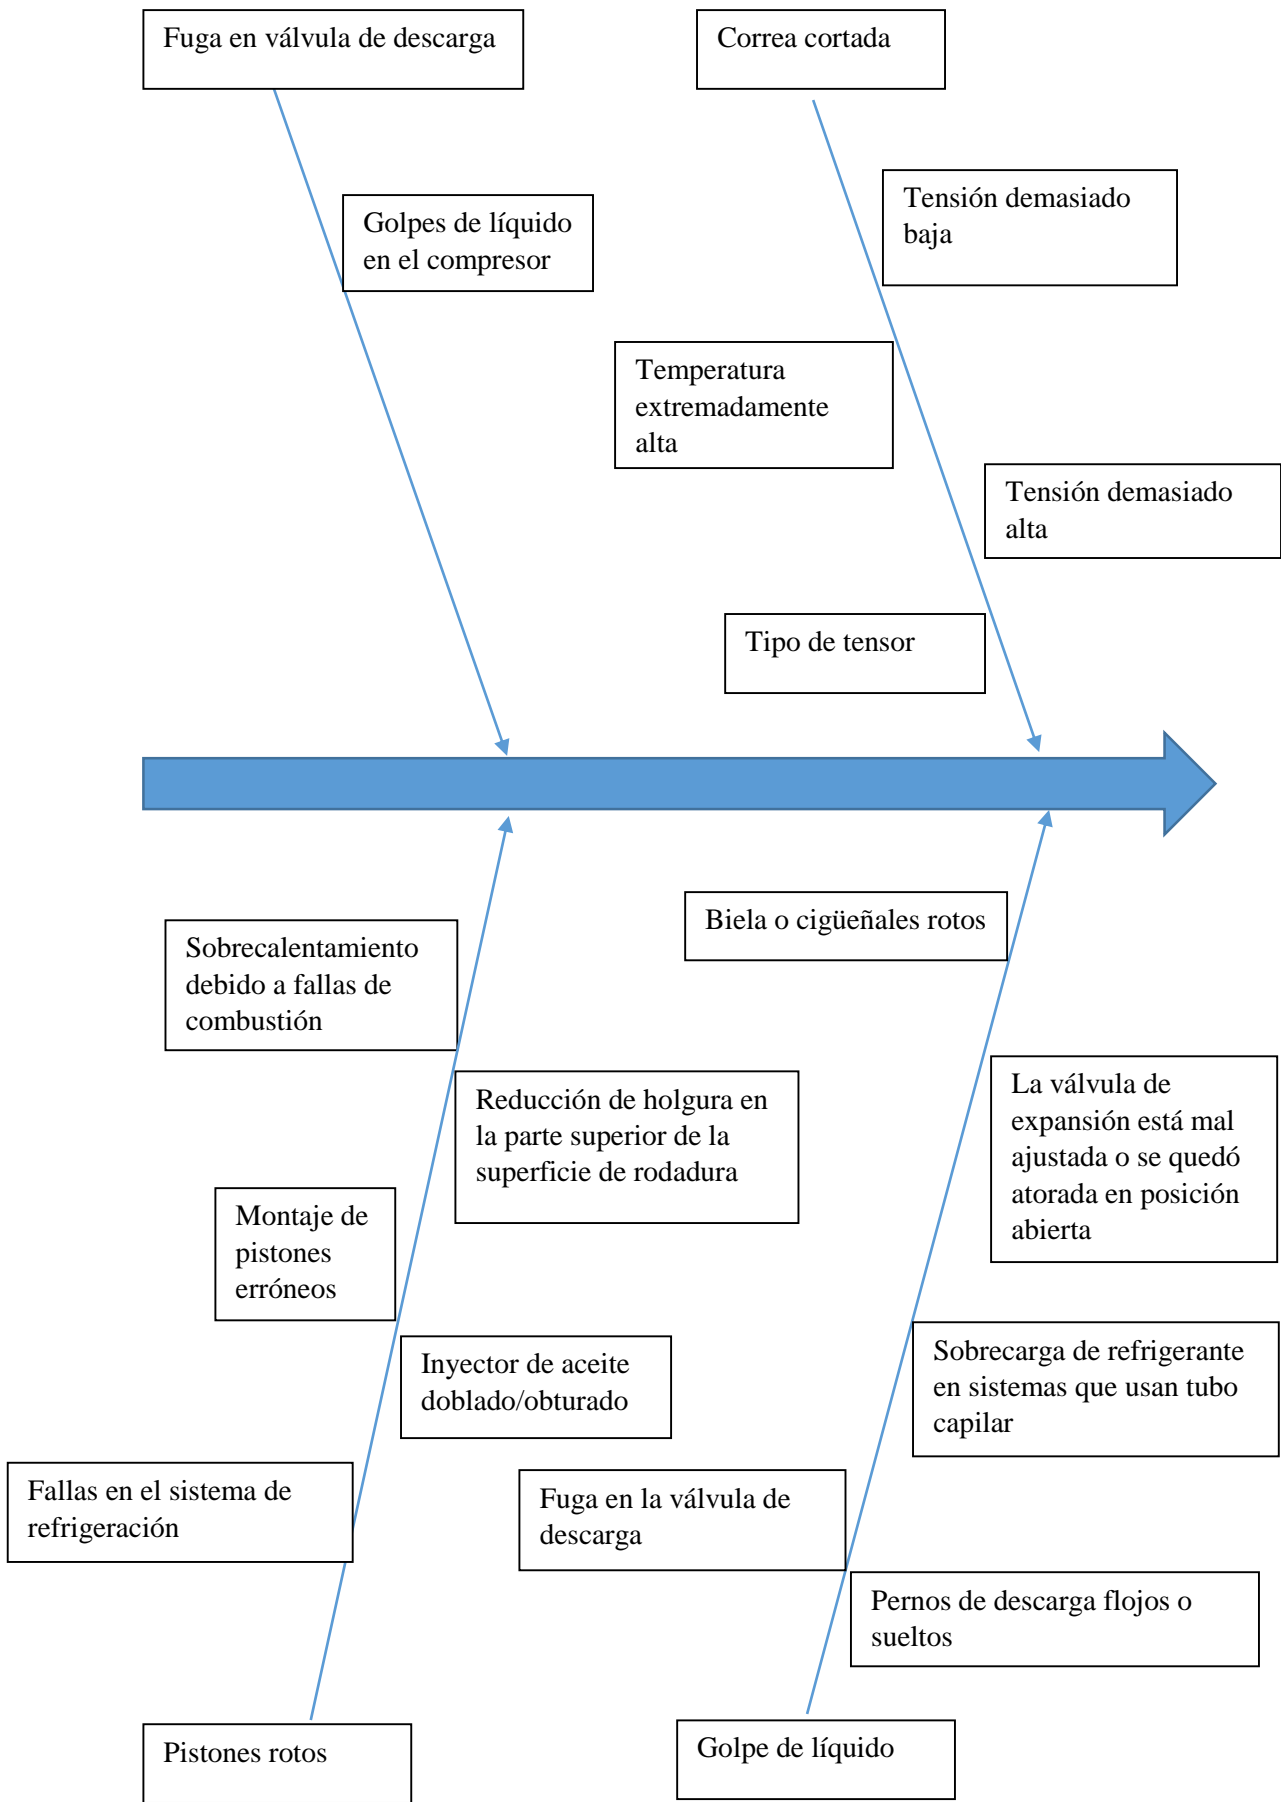 Fuga en válvula de descarga
Correa cortada
Tensión demasiado
baja
Golpes de líquido
en el compresor
Temperatura
extremadamente
alta
Tensión demasiado
alta
Tipo de tensor
Biela o cigüeñales rotos
Sobrecalentamiento
debido a fallas de
combustión
La válvula de
expansión está mal
ajustada o se quedó
atorada en posición
abierta
Reducción de holgura en
la parte superior de la
superficie de rodadura
Montaje de
pistones
erróneos
Inyector de aceite
doblado/obturado
Sobrecarga de refrigerante
en sistemas que usan tubo
capilar
Fallas en el sistema de
refrigeración
Fuga en la válvula de
descarga
Pernos de descarga flojos o
sueltos
Pistones rotos
Golpe de líquido